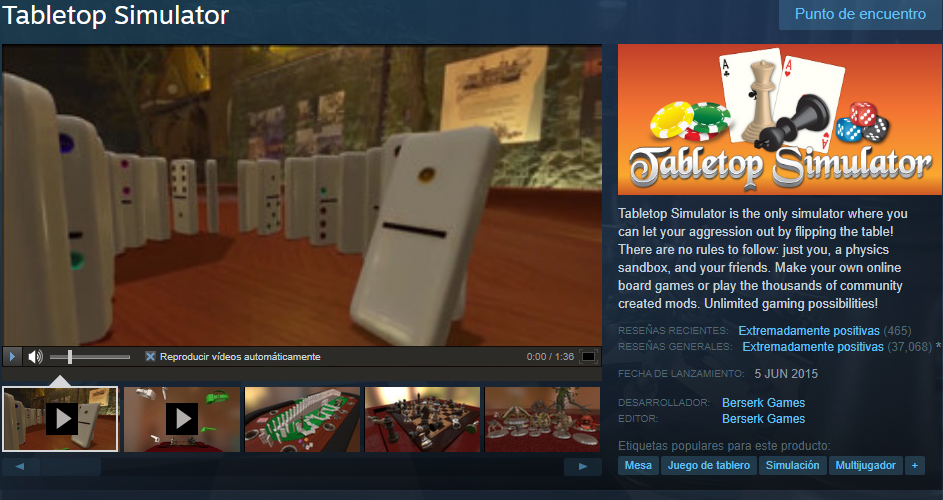 Tabletop Simulator
Punto de encuentro
A
A
Tabletop Simulator
Tabletop Simulator is the only simulator where you
can let your aggression out by flipping the table!
There are no rules to follow: just you, a physics
sandbox, and your friends. Make your own online
board games or play the thousands of community
created mods. Unlimited gaming possibilities!
RESEÑAS RECIENTES: Extremadamente positivas (465)
RESEÑAS GENERALES: Extremadamente positivas (37,068) *
Reproducir vídeos automáticamente
0:00 / 1:36
FECHA DE LANZAMIENTO: 5 JUN 2015
DESARROLLADOR: Berserk Games
EDITOR: Berserk Games
Etiquetas populares para este producto:
Mesa Juego de tablero Simulación Multijugador +